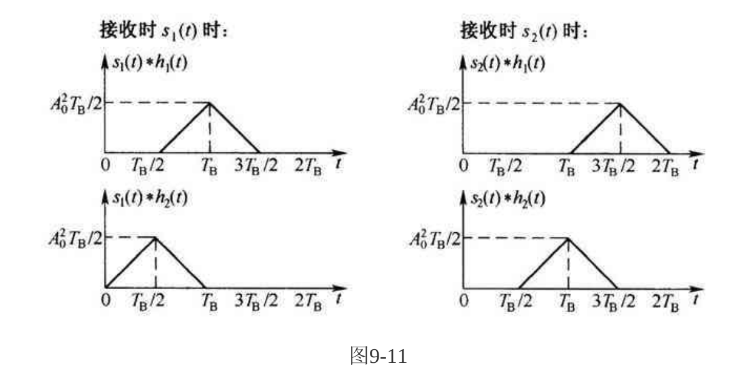 接收时 s₁(t) 时：
s₁(t)*h₁(t)
A₀²T_B/2
0 T_B/2 T_B 3T_B/2 2T_B t
s₁(t)*h₂(t)
A₀²T_B/2
0 T_B/2 T_B 3T_B/2 2T_B t
接收时 s₂(t) 时：
s₂(t)*h₁(t)
A₀²T_B/2
0 T_B/2 T_B 3T_B/2 2T_B t
s₂(t)*h₂(t)
A₀²T_B/2
0 T_B/2 T_B 3T_B/2 2T_B t
图9-11